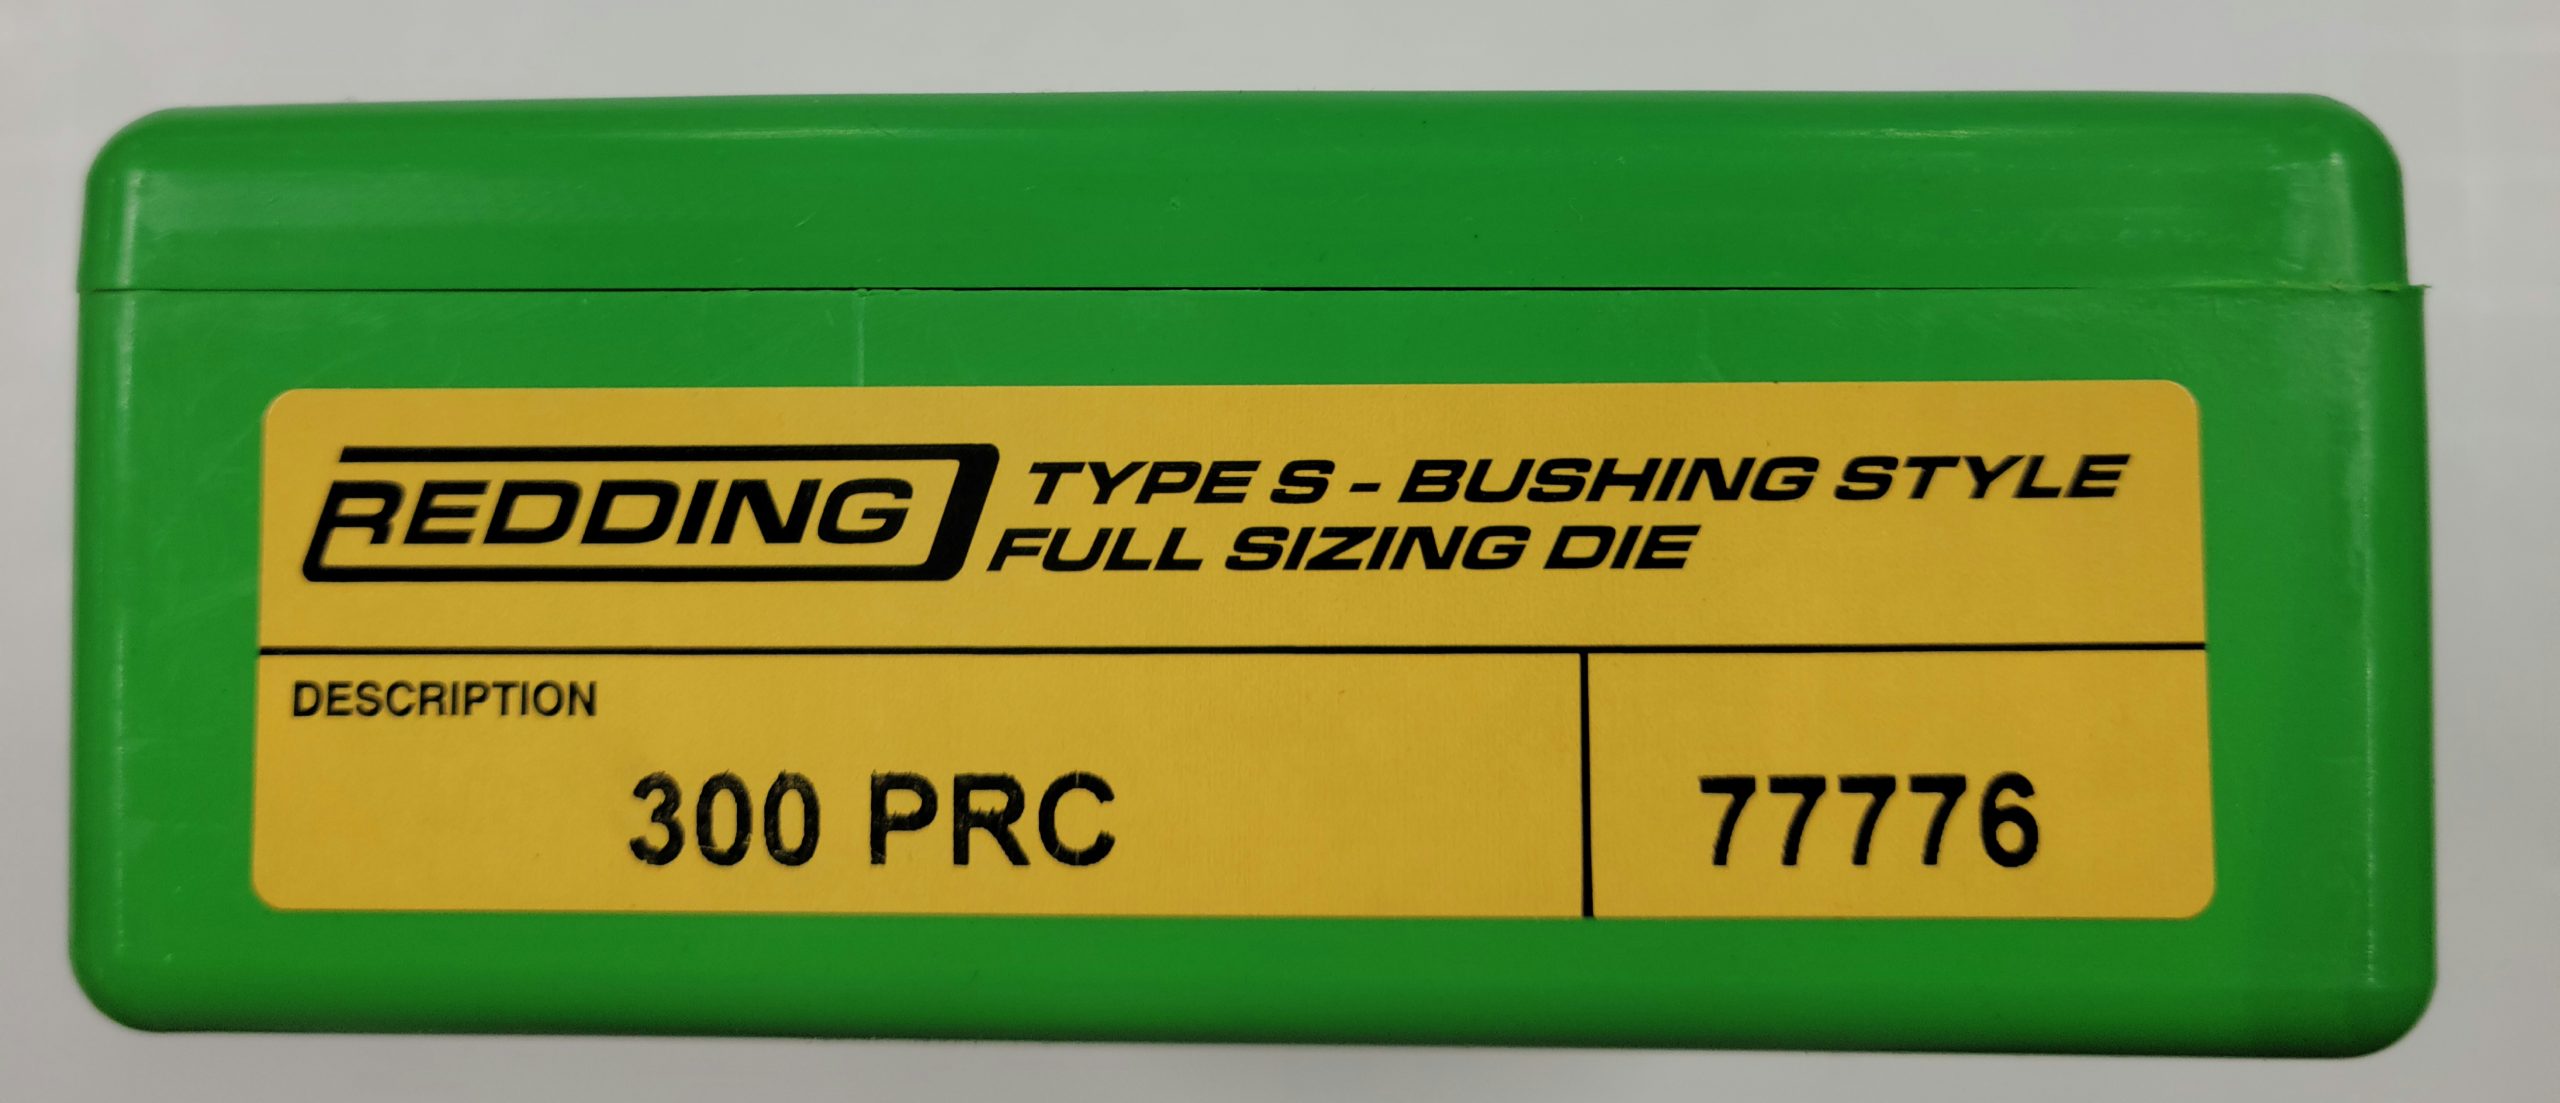 REDDING TYPE S - BUSHING STYLE
FULL SIZING DIE
DESCRIPTION
300 PRC 77776